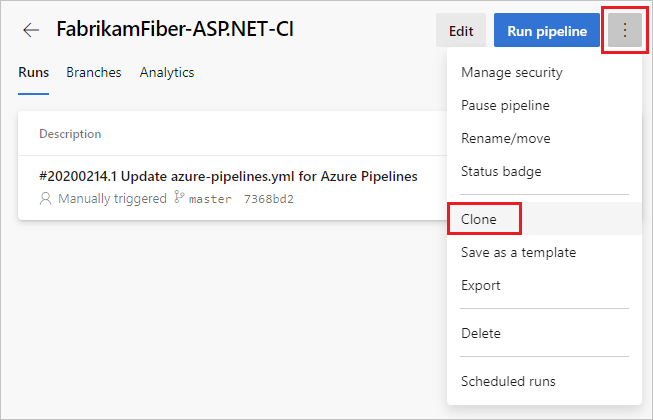 FabrikamFiber-ASP.NET-CI
Edit
Run pipeline
Runs
Branches
Analytics
Manage security
Pause pipeline
Rename/move
Status badge
Clone
Save as a template
Export
Delete
Scheduled runs
Description
#20200214.1 Update azure-pipelines.yml for Azure Pipelines
Manually triggered master 7368bd2